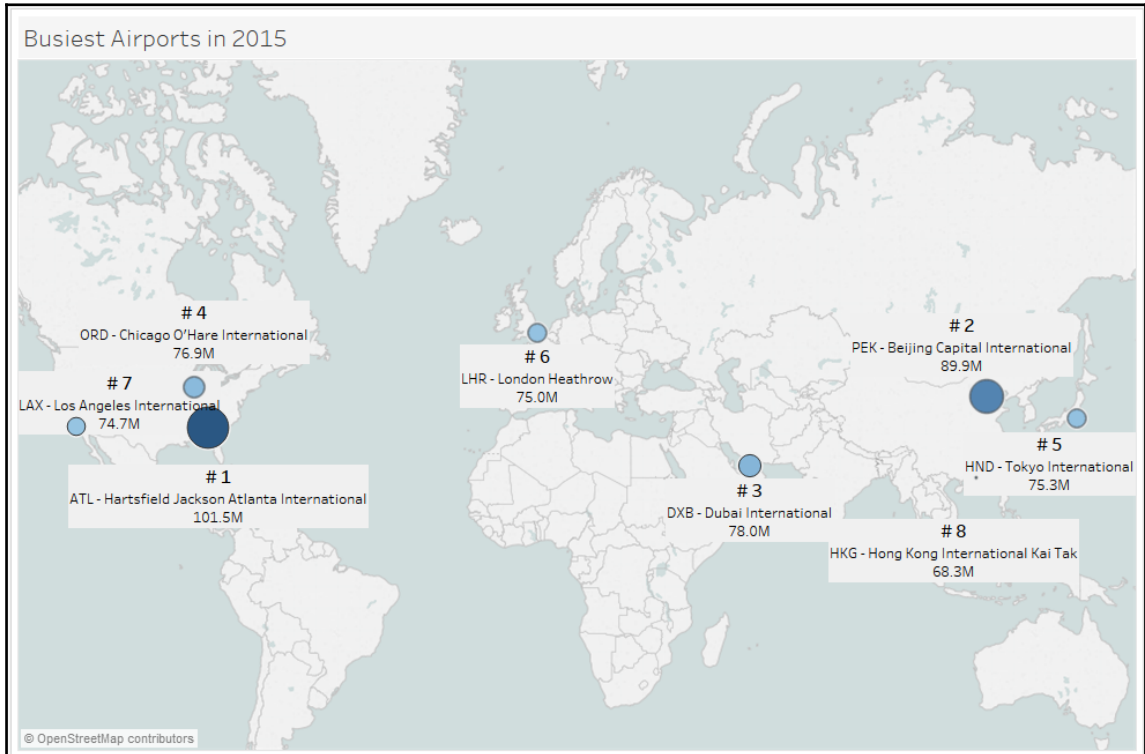 Busiest Airports in 2015
# 4
ORD - Chicago O'Hare International
76.9M
# 7
LAX - Los Angeles International
74.7M
# 1
ATL - Hartsfield Jackson Atlanta International
101.5M
# 6
LHR - London Heathrow
75.0M
# 2
PEK - Beijing Capital International
89.9M
# 5
HND - Tokyo International
75.3M
# 3
DXB - Dubai International
78.0M
# 8
HKG - Hong Kong International Kai Tak
68.3M
© OpenStreetMap contributors